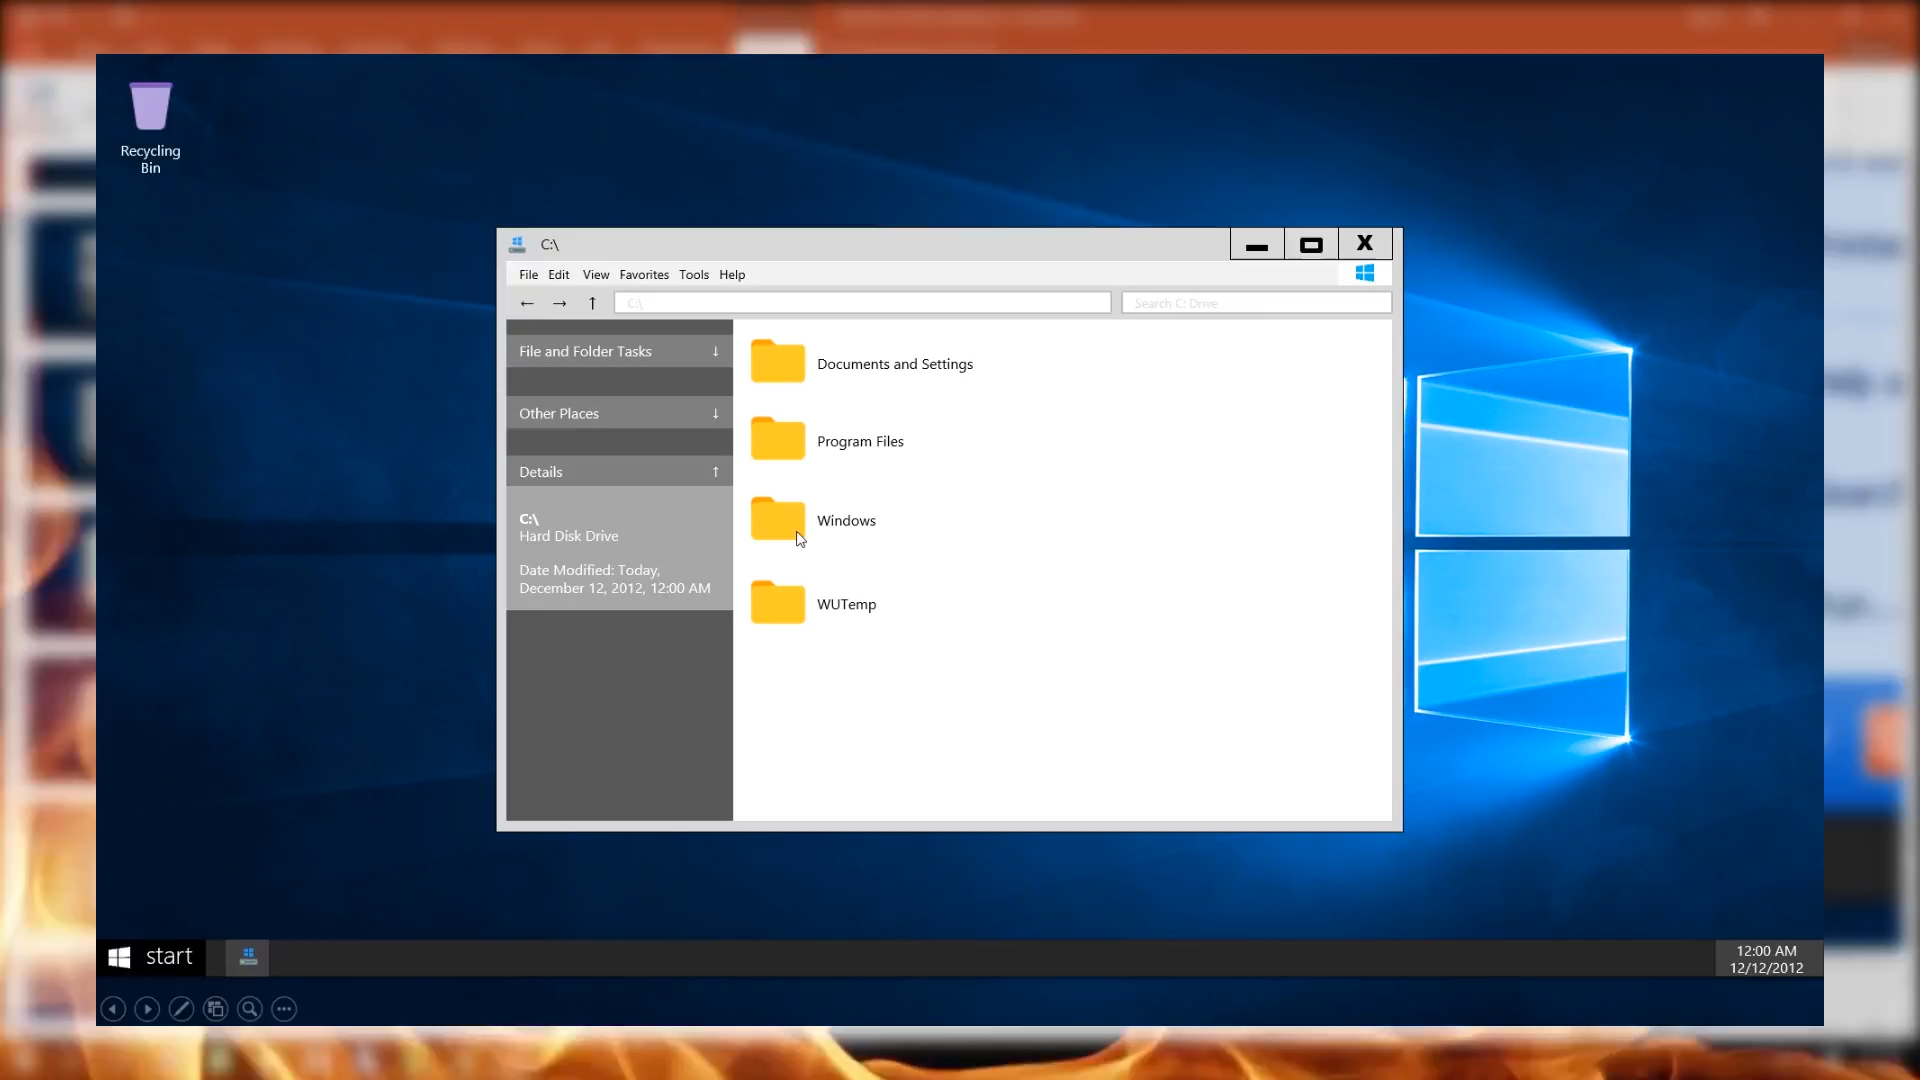 Recycling
Bin
C:\
X
File Edit View Favorites Tools Help
← → ↑ C:\ Search C: Drive
File and Folder Tasks ↓
Other Places ↓
Details ↑
C:\
Hard Disk Drive
Date Modified: Today,
December 12, 2012, 12:00 AM
Documents and Settings
Program Files
Windows
WUTemp
start
12:00 AM
12/12/2012